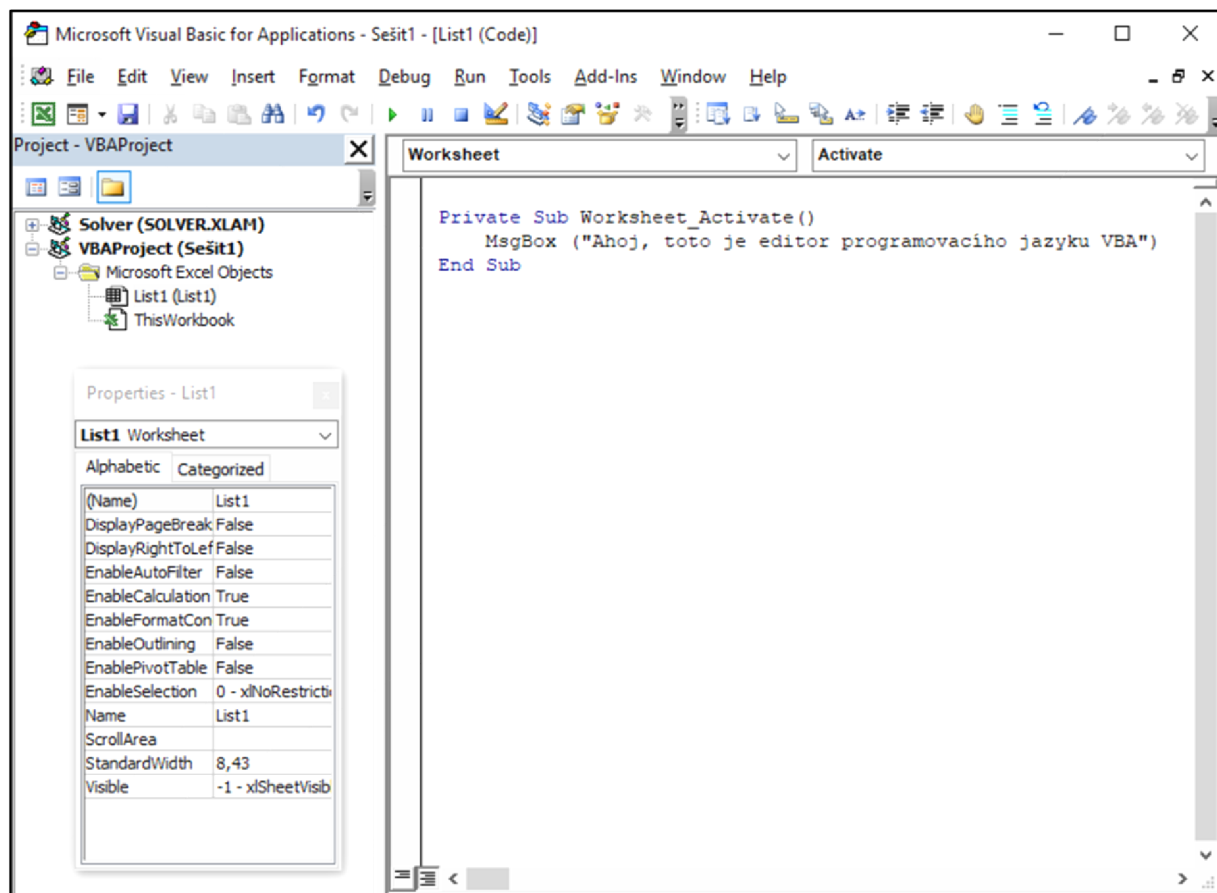 Microsoft Visual Basic for Applications - Sešit1 - [List1 (Code)]
File Edit View Insert Format Debug Run Tools Add-Ins Window Help
Project - VBAProject
Solver (SOLVER.XLAM)
VBAProject (Sešit1)
Microsoft Excel Objects
List1 (List1)
ThisWorkbook
Properties - List1
List1 Worksheet
Alphabetic Categorized
(Name) List1
DisplayPageBreak False
DisplayRightToLef False
EnableAutoFilter False
EnableCalculation True
EnableFormatCon True
EnableOutlining False
EnablePivotTable False
EnableSelection 0 - xlNoRestricti
Name List1
ScrollArea
StandardWidth 8,43
Visible -1 - xlSheetVisib
Worksheet Activate
Private Sub Worksheet_Activate()
MsgBox ("Ahoj, toto je editor programovacího jazyku VBA")
End Sub